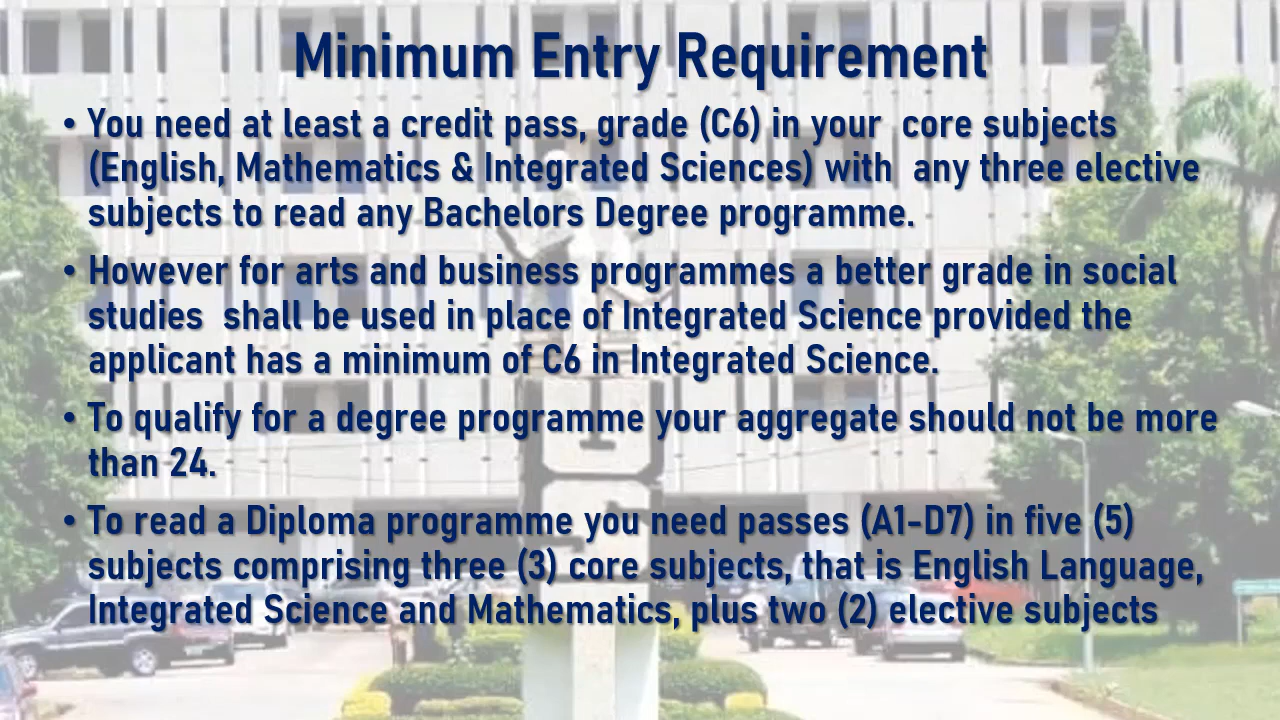 Minimum Entry Requirement
• You need at least a credit pass, grade (C6) in your  core subjects
(English, Mathematics & Integrated Sciences) with  any three elective
subjects to read any Bachelors Degree programme.
• However for arts and business programmes a better grade in social
studies  shall be used in place of Integrated Science provided the
applicant has a minimum of C6 in Integrated Science.
• To qualify for a degree programme your aggregate should not be more
than 24.
• To read a Diploma programme you need passes (A1-D7) in five (5)
subjects comprising three (3) core subjects, that is English Language,
Integrated Science and Mathematics, plus two (2) elective subjects